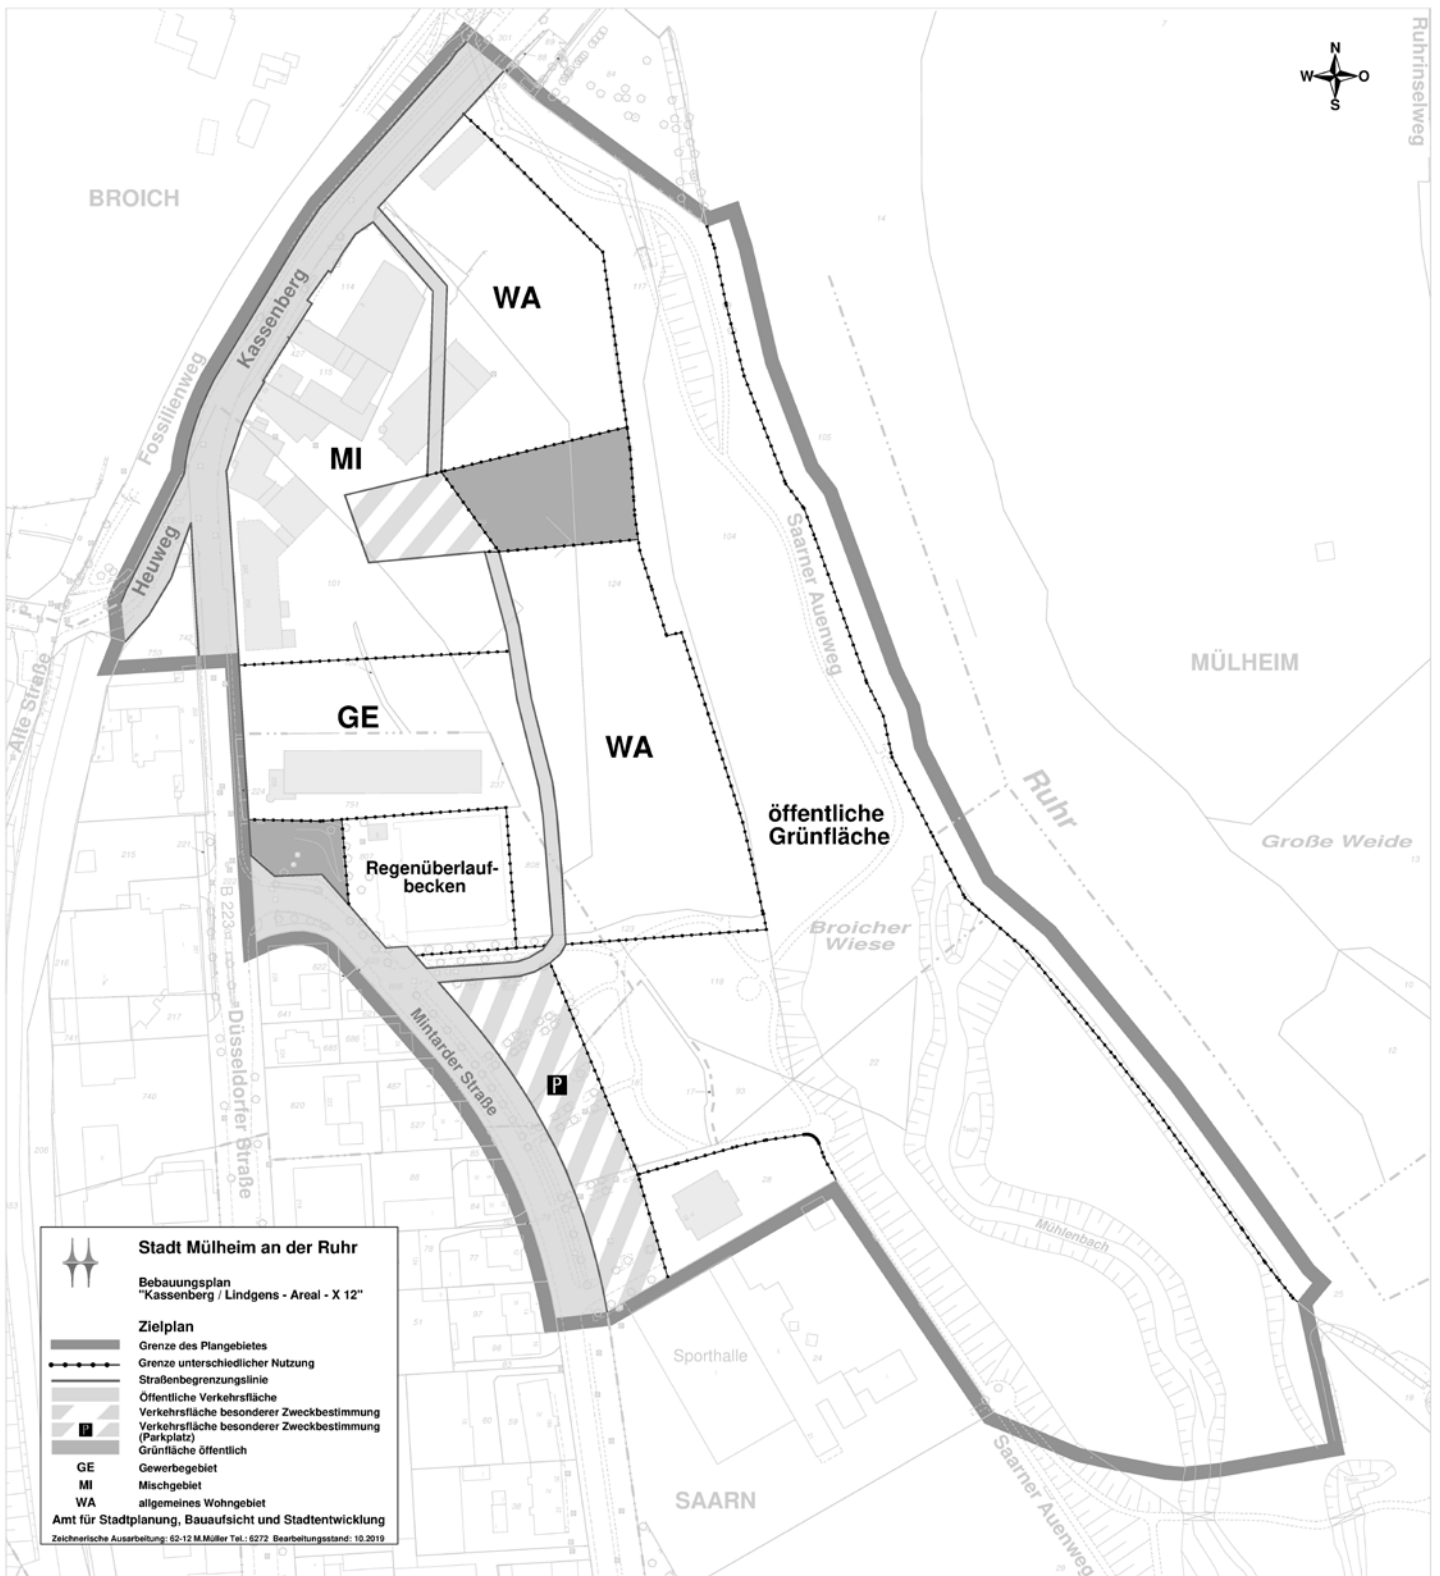 Ruhrinselweg
N
W O
S
BROICH
Kassenberg
WA
Fossilienweg
MI
Heuweg
Saarner Auenweg
MÜLHEIM
Alte Straße
GE
WA
Ruhr
öffentliche
Grünfläche
Große Weide
Regenüberlauf-
becken
Broicher
Wiese
B 223
Düsseldorfer Straße
Mintarder Straße
P
Mühlenbach
Sporthalle
SAARN
Saarner Auenweg
Stadt Mülheim an der Ruhr
Bebauungsplan
"Kassenberg / Lindgens - Areal - X 12"
Zielplan
Grenze des Plangebietes
Grenze unterschiedlicher Nutzung
Straßenbegrenzungslinie
Öffentliche Verkehrsfläche
Verkehrsfläche besonderer Zweckbestimmung
P Verkehrsfläche besonderer Zweckbestimmung
(Parkplatz)
Grünfläche öffentlich
GE Gewerbegebiet
MI Mischgebiet
WA allgemeines Wohngebiet
Amt für Stadtplanung, Bauaufsicht und Stadtentwicklung
Zeichnerische Ausarbeitung: 62-12 M.Müller Tel.: 6272 Bearbeitungsstand: 10.2019